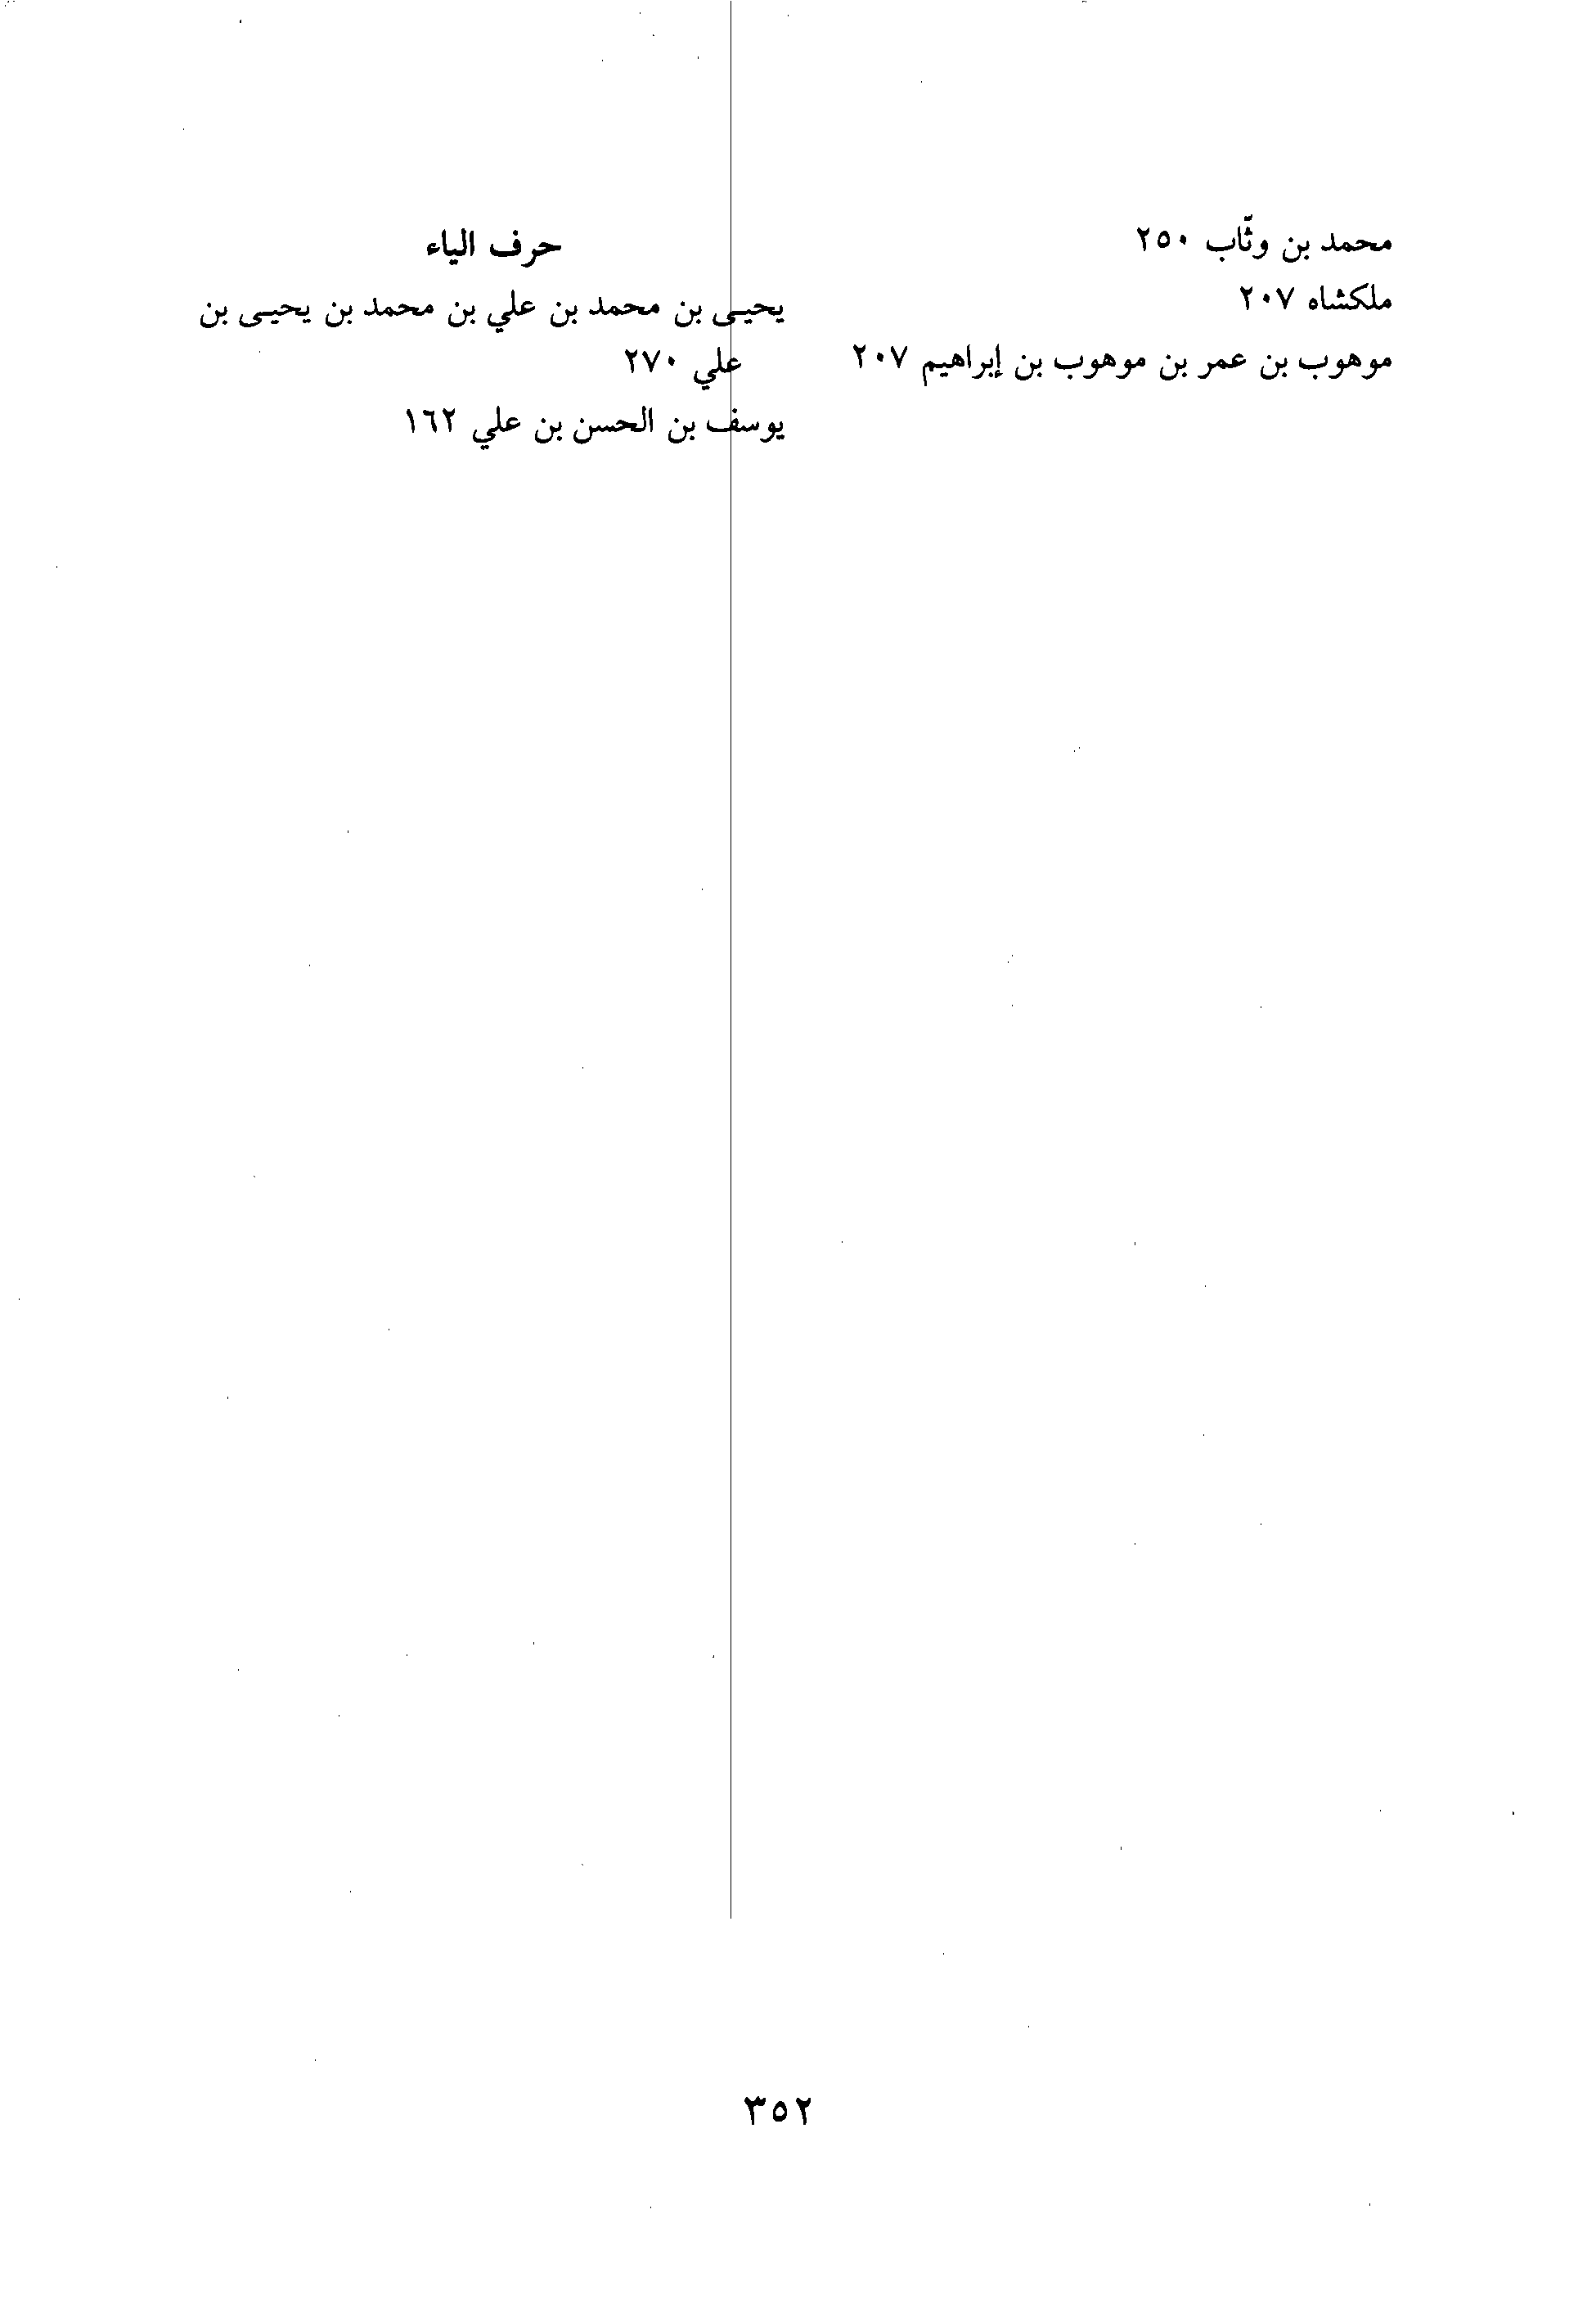 محمد بن وثّاب ٢٥٠
ملكشاه ٢٠٧
موهوب بن عمر بن موهوب بن إبراهيم ٢٠٧
حرف الياء
يحيى بن محمد بن علي بن محمد بن يحيى بن
علي ٢٧٠
يوسف بن الحسن بن علي ١٦٢
٣٥٢